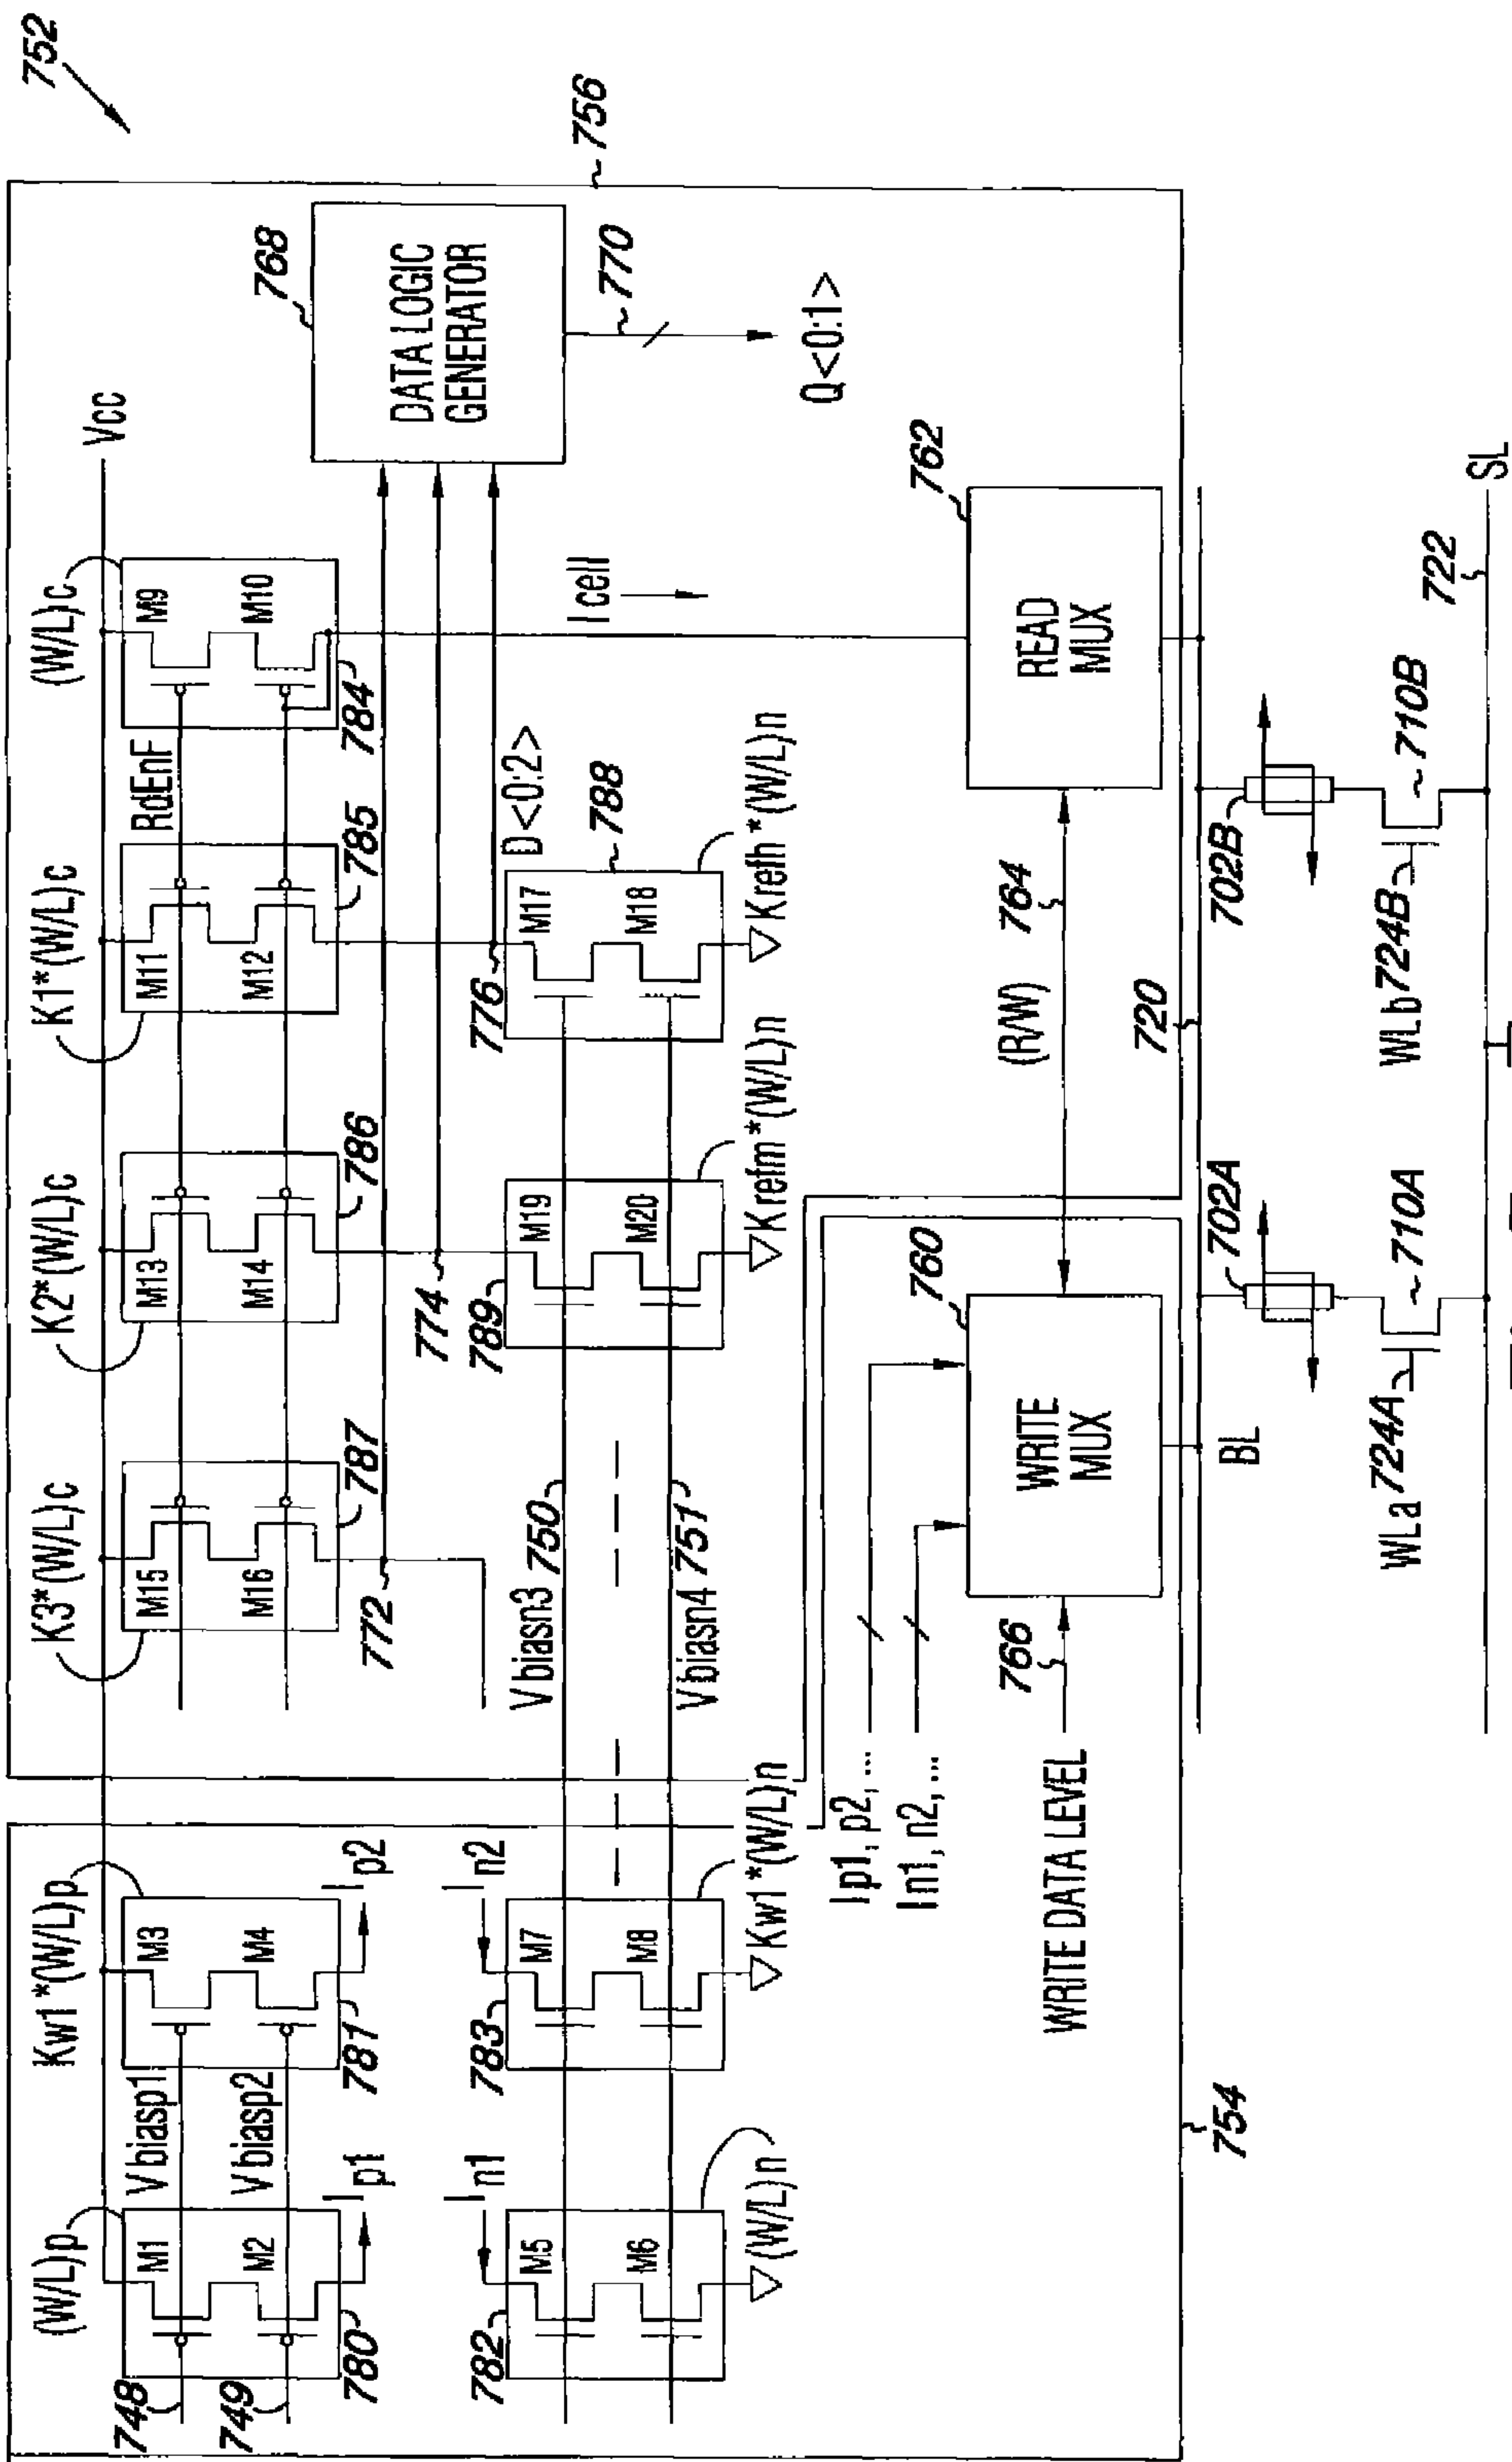 752
756
(W/L)p
Kw1*(W/L)p
K3*(W/L)c
K2*(W/L)c
K1*(W/L)c
(W/L)c
Vcc
M1
M2
Vbiasp1
Vbiasp2
M3
M4
M15
M16
M13
M14
M11
M12
RdEnF
M9
M10
768
DATA LOGIC
GENERATOR
748
749
780
Ip1
781
Ip2
787
786
785
784
770
Q<0:1>
772
774
776
D<0:2>
Icell
In1
In2
782
M5
M6
783
M7
M8
Vbiasn3
750
Vbiasn4
751
789
M19
M20
M17
M18
788
(W/L)n
Kw1*(W/L)n
Krefm*(W/L)n
Krefh*(W/L)n
Ip1, p2, ...
In1, n2, ...
WRITE DATA LEVEL
766
760
WRITE
MUX
(R/W)
764
762
READ
MUX
754
BL
720
702A
702B
WLa
724A
710A
WLb
724B
710B
722
SL